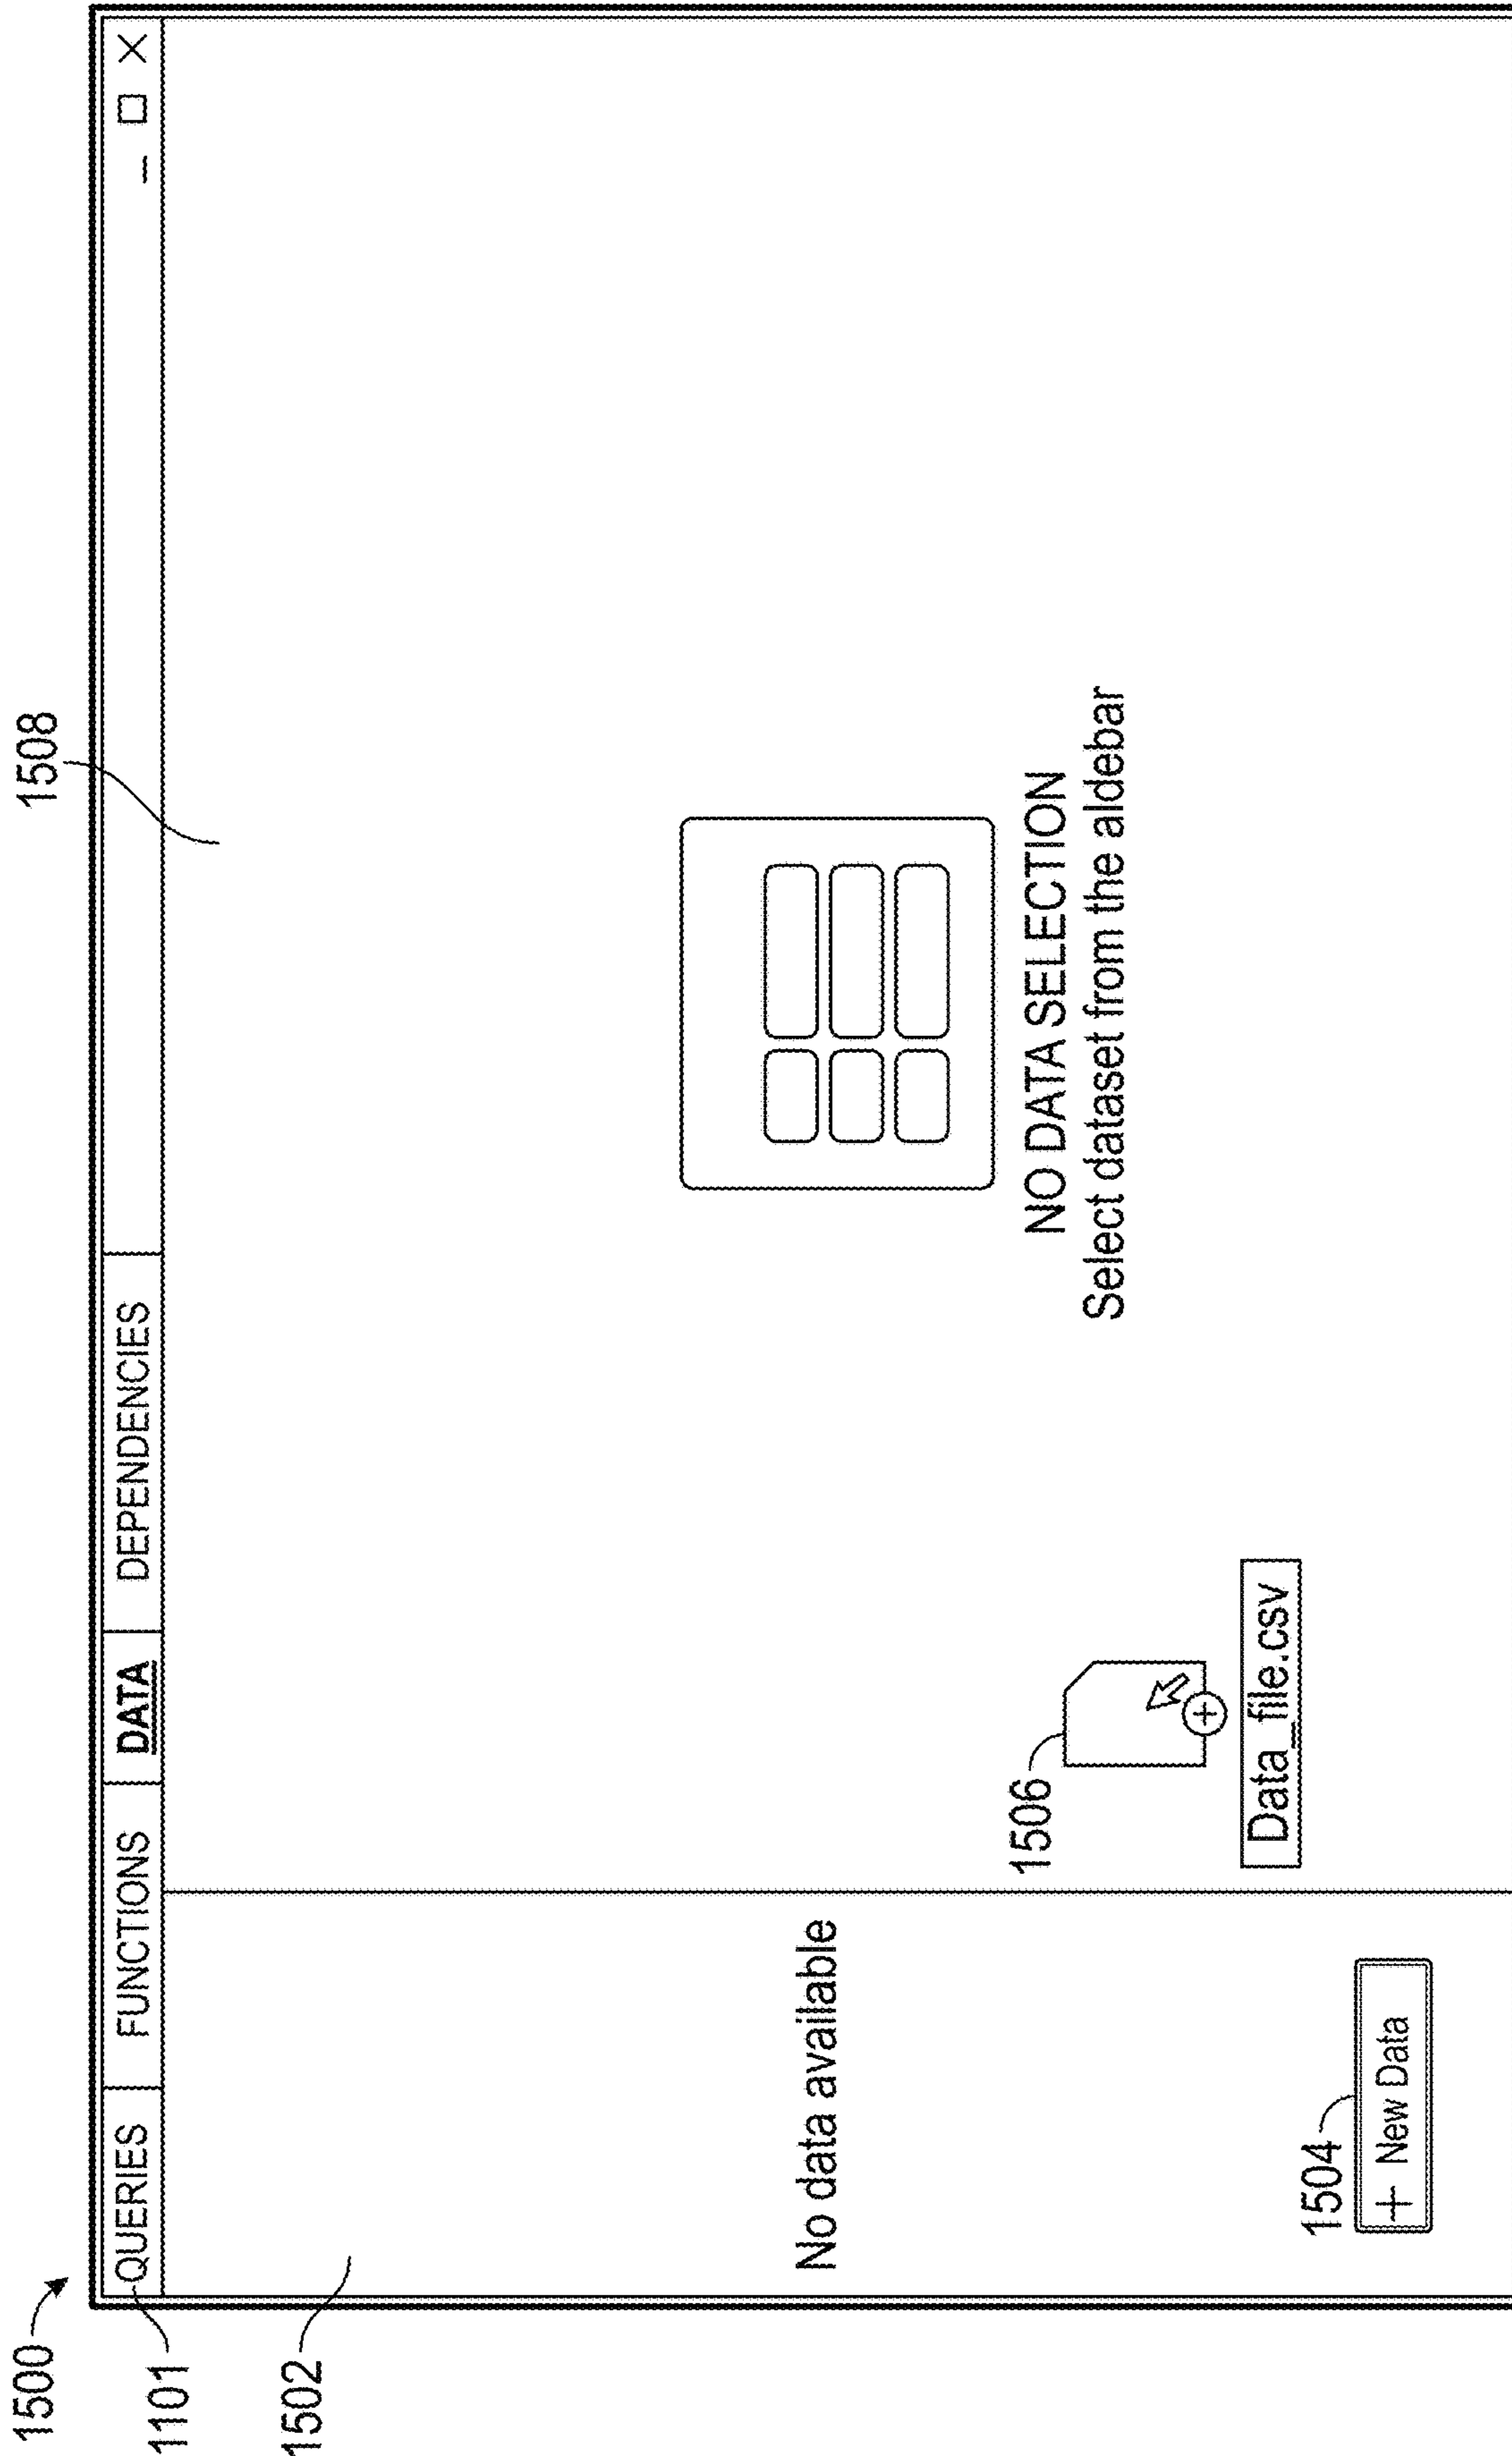 1500
1508
1101
QUERIES FUNCTIONS DATA DEPENDENCIES
1502
No data available
NO DATA SELECTION
Select dataset from the aldebar
1506
Data_file.csv
1504
+ New Data